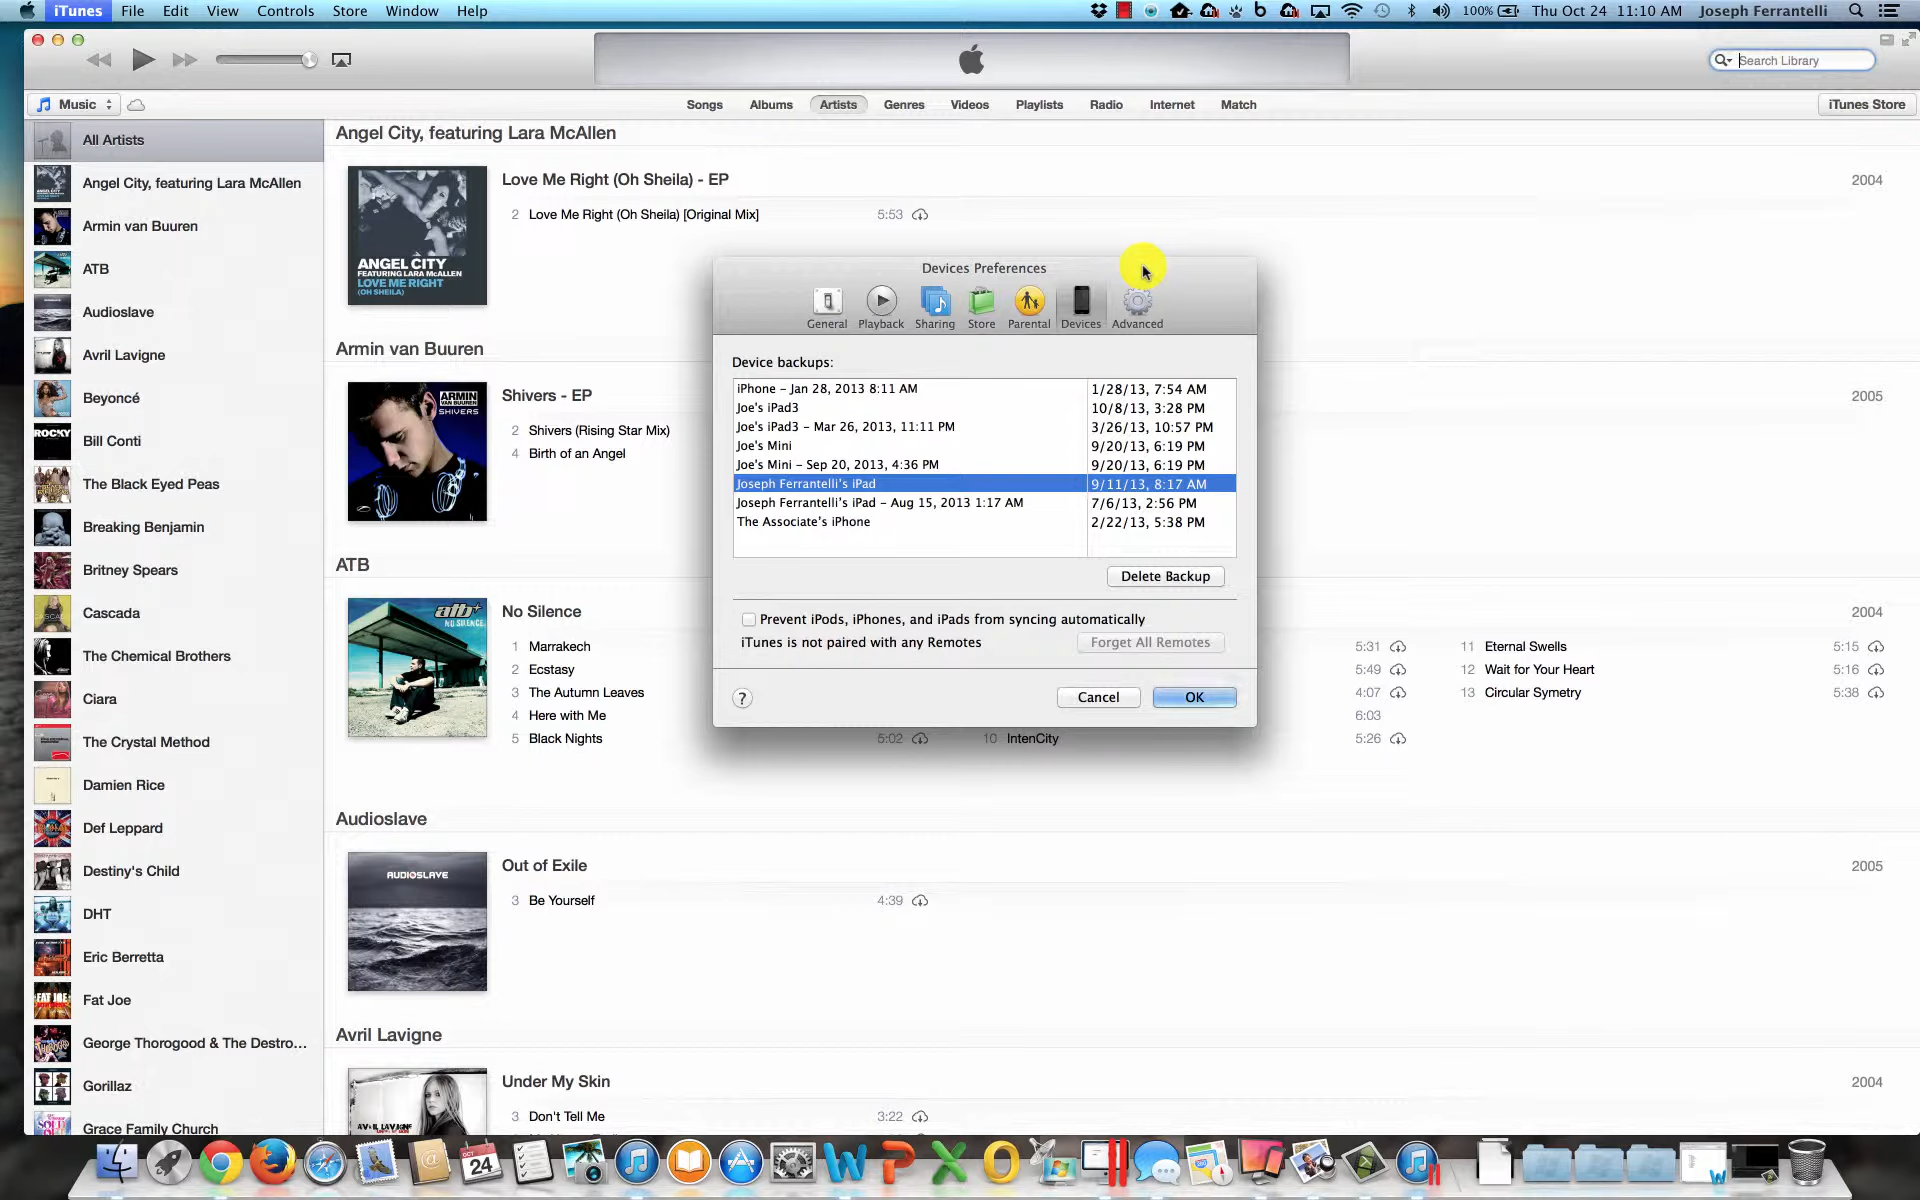 iTunes File Edit View Controls Store Window Help 100% Thu Oct 24 11:10 AM Joseph Ferrantelli
Search Library
Music Songs Albums Artists Genres Videos Playlists Radio Internet Match iTunes Store
All Artists
Angel City, featuring Lara McAllen
Armin van Buuren
ATB
Audioslave
Avril Lavigne
Beyoncé
Bill Conti
The Black Eyed Peas
Breaking Benjamin
Britney Spears
Cascada
The Chemical Brothers
Ciara
The Crystal Method
Damien Rice
Def Leppard
Destiny's Child
DHT
Eric Berretta
Fat Joe
George Thorogood & The Destro...
Gorillaz
Grace Family Church
ROCKY
FAT JOE
Angel City, featuring Lara McAllen
ANGEL CITY
FEATURING LARA McALLEN
LOVE ME RIGHT
(OH SHEILA)
Love Me Right (Oh Sheila) - EP 2004
2 Love Me Right (Oh Sheila) [Original Mix] 5:53
Armin van Buuren
ARMIN
VAN BUUREN
SHIVERS
Shivers - EP 2005
2 Shivers (Rising Star Mix)
4 Birth of an Angel
ATB
atb
NO SILENCE
No Silence 2004
1 Marrakech 5:31 11 Eternal Swells 5:15
2 Ecstasy 5:49 12 Wait for Your Heart 5:16
3 The Autumn Leaves 4:07 13 Circular Symetry 5:38
4 Here with Me 6:03
5 Black Nights 5:02 10 IntenCity 5:26
Audioslave
AUDIOSLAVE
Out of Exile 2005
3 Be Yourself 4:39
Avril Lavigne
AVRIL LAVIGNE
Under My Skin 2004
3 Don't Tell Me 3:22
Devices Preferences
General Playback Sharing Store Parental Devices Advanced
Device backups:
iPhone – Jan 28, 2013 8:11 AM 1/28/13, 7:54 AM
Joe's iPad3 10/8/13, 3:28 PM
Joe's iPad3 – Mar 26, 2013, 11:11 PM 3/26/13, 10:57 PM
Joe's Mini 9/20/13, 6:19 PM
Joe's Mini – Sep 20, 2013, 4:36 PM 9/20/13, 6:19 PM
Joseph Ferrantelli's iPad 9/11/13, 8:17 AM
Joseph Ferrantelli's iPad – Aug 15, 2013 1:17 AM 7/6/13, 2:56 PM
The Associate's iPhone 2/22/13, 5:38 PM
Delete Backup
Prevent iPods, iPhones, and iPads from syncing automatically
iTunes is not paired with any Remotes Forget All Remotes
? Cancel OK
OCT
24